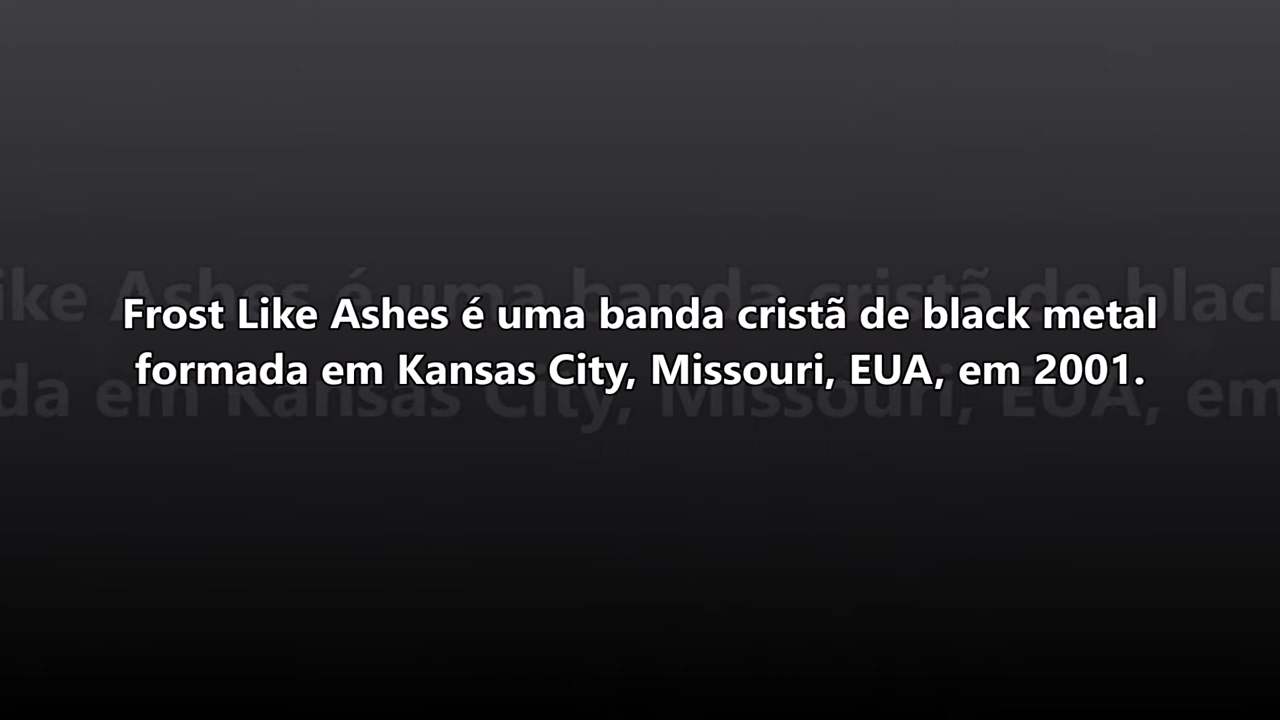 Frost Like Ashes é uma banda cristã de black metal
formada em Kansas City, Missouri, EUA, em 2001.